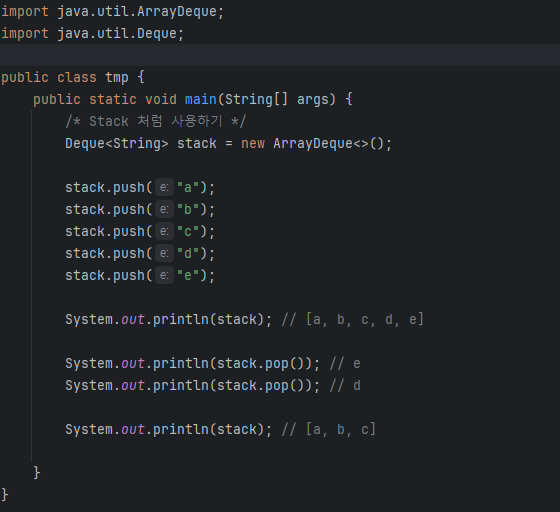 import java.util.ArrayDeque;
import java.util.Deque;
public class tmp {
public static void main(String[] args) {
/* Stack 처럼 사용하기 */
Deque<String> stack = new ArrayDeque<>();
stack.push( e: "a");
stack.push( e: "b");
stack.push( e: "c");
stack.push( e: "d");
stack.push( e: "e");
System.out.println(stack); // [a, b, c, d, e]
System.out.println(stack.pop()); // e
System.out.println(stack.pop()); // d
System.out.println(stack); // [a, b, c]
}
}